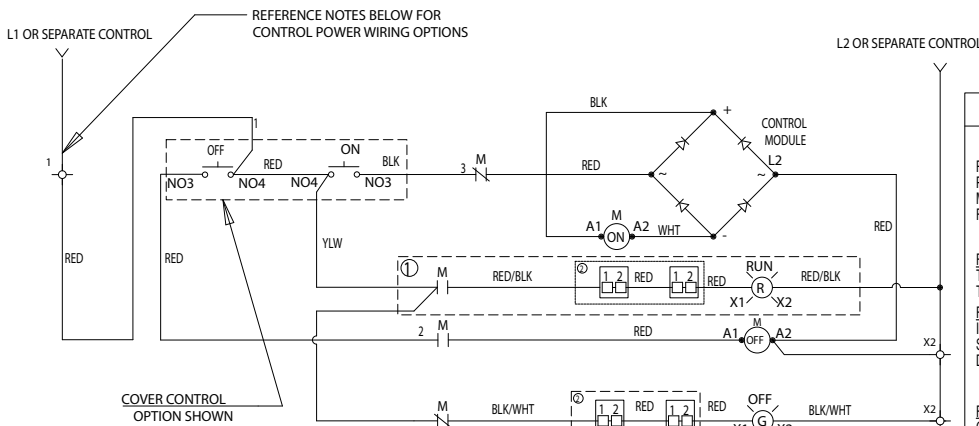 REFERENCE NOTES BELOW FOR
CONTROL POWER WIRING OPTIONS
L1 OR SEPARATE CONTROL
L2 OR SEPARATE CONTROL
BLK
+
CONTROL
MODULE
1
1
OFF
ON
RED
BLK
3
M
RED
~
~
L2
NO3
NO4
NO4
NO3
M
A1
ON
A2
WHT
-
RED
RED
RED
YLW
1
M
RED/BLK
2
1 2
RED
1 2
RED
RUN
R
X1
X2
RED/BLK
2
M
RED
A1
M
OFF
A2
X2
COVER CONTROL
OPTION SHOWN
M
BLK/WHT
2
1 2
RED
1 2
RED
OFF
G
X1
X2
BLK/WHT
X2